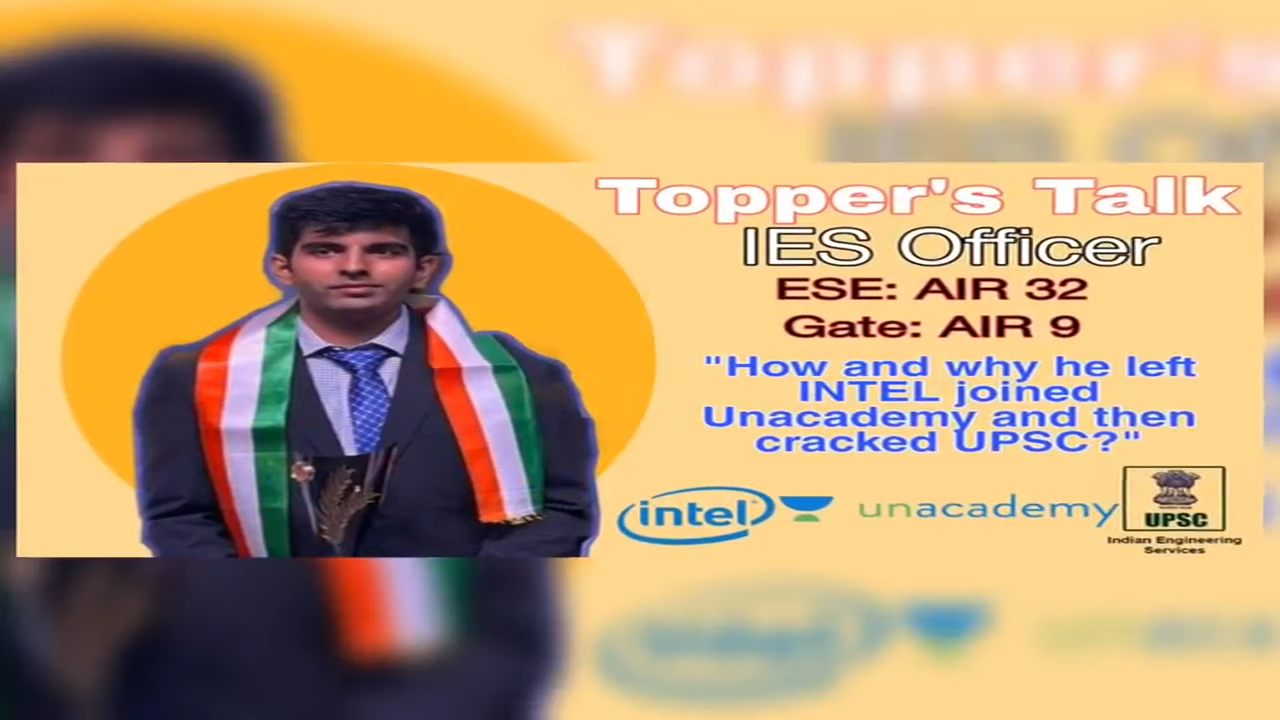 Topper's Talk
IES Officer
ESE: AIR 32
Gate: AIR 9
"How and why he left
INTEL joined
Unacademy and then
cracked UPSC?"
intel
unacademy
UPSC
Indian Engineering
Services